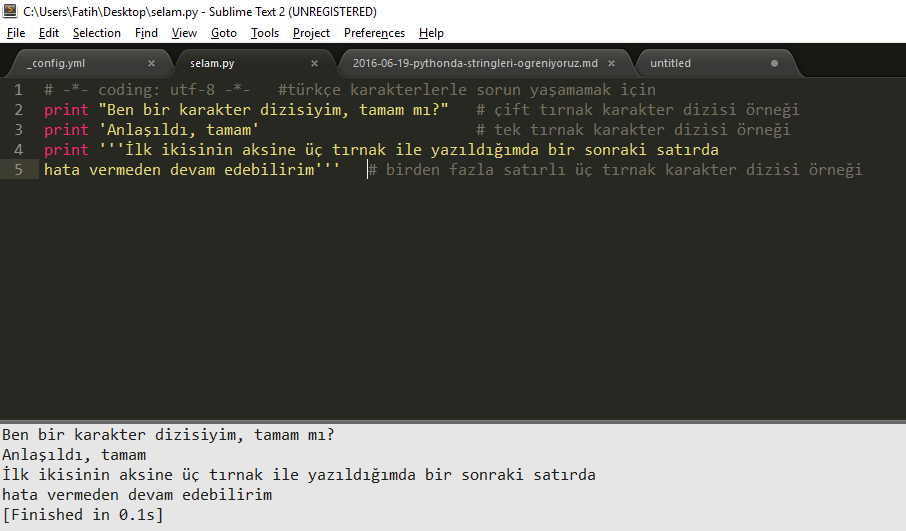 C:\Users\Fatih\Desktop\selam.py - Sublime Text 2 (UNREGISTERED)
File Edit Selection Find View Goto Tools Project Preferences Help
_config.yml × selam.py × 2016-06-19-pythonda-stringleri-ogreniyoruz.md × untitled
1 # -*- coding: utf-8 -*- #türkçe karakterlerle sorun yaşamamak için
2 print "Ben bir karakter dizisiyim, tamam mı?" # çift tırnak karakter dizisi örneği
3 print 'Anlaşıldı, tamam' # tek tırnak karakter dizisi örneği
4 print '''İlk ikisinin aksine üç tırnak ile yazıldığımda bir sonraki satırda
5 hata vermeden devam edebilirim''' # birden fazla satırlı üç tırnak karakter dizisi örneği
Ben bir karakter dizisiyim, tamam mı?
Anlaşıldı, tamam
İlk ikisinin aksine üç tırnak ile yazıldığımda bir sonraki satırda
hata vermeden devam edebilirim
[Finished in 0.1s]